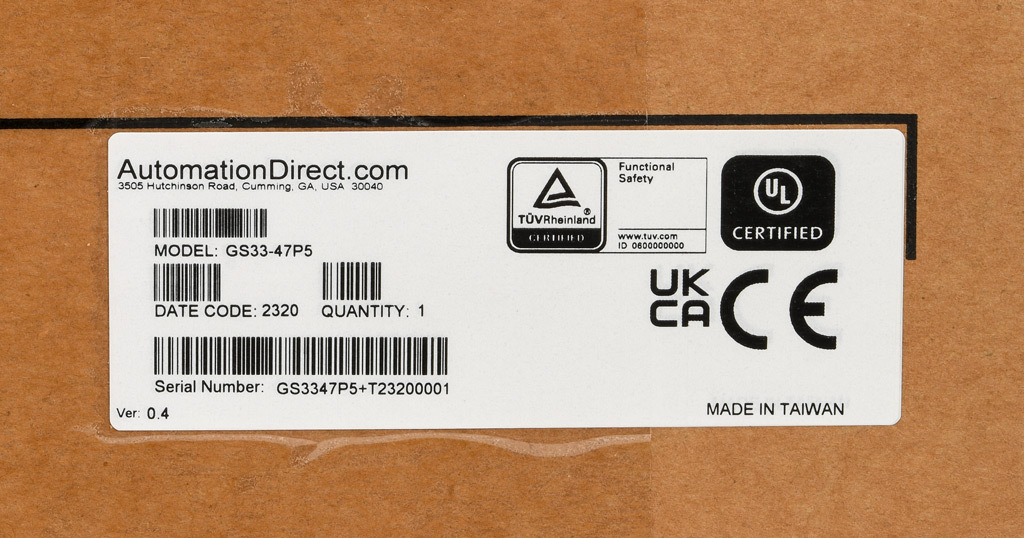 AutomationDirect.com
3505 Hutchinson Road, Cumming, GA, USA 30040
MODEL: GS33-47P5
DATE CODE: 2320 QUANTITY: 1
Serial Number: GS3347P5+T23200001
Ver: 0.4
TÜVRheinland®
CERTIFIED
Functional
Safety
www.tuv.com
ID 0600000000
UL
CERTIFIED
UK
CA
CE
MADE IN TAIWAN